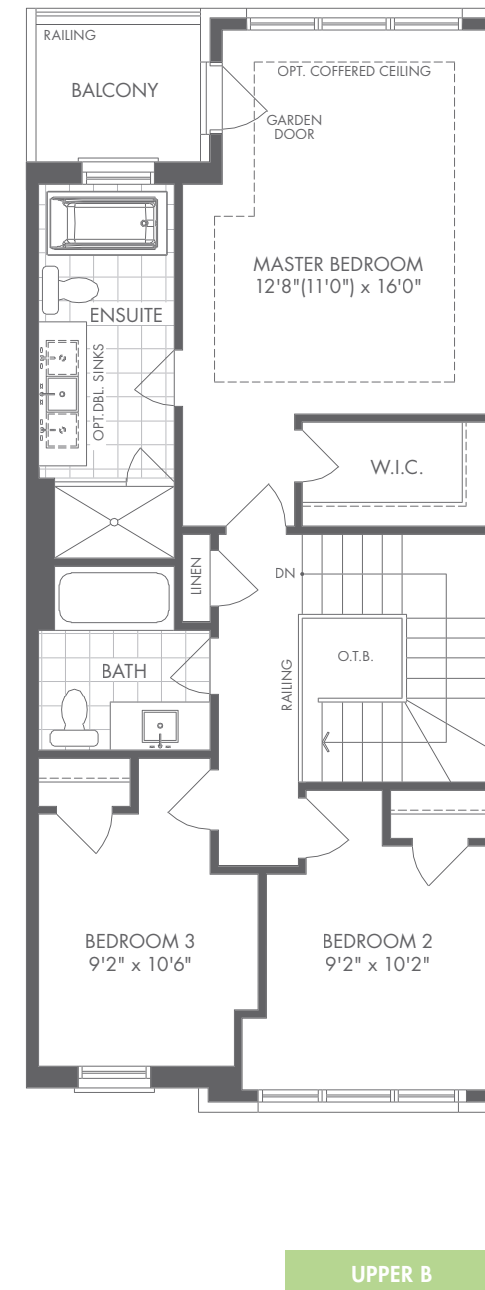 RAILING
BALCONY
OPT. COFFERED CEILING
GARDEN
DOOR
MASTER BEDROOM
12'8"(11'0") x 16'0"
ENSUITE
OPT.DBL. SINKS
W.I.C.
LINEN
DN
O.T.B.
RAILING
BATH
BEDROOM 3
9'2" x 10'6"
BEDROOM 2
9'2" x 10'2"
UPPER B